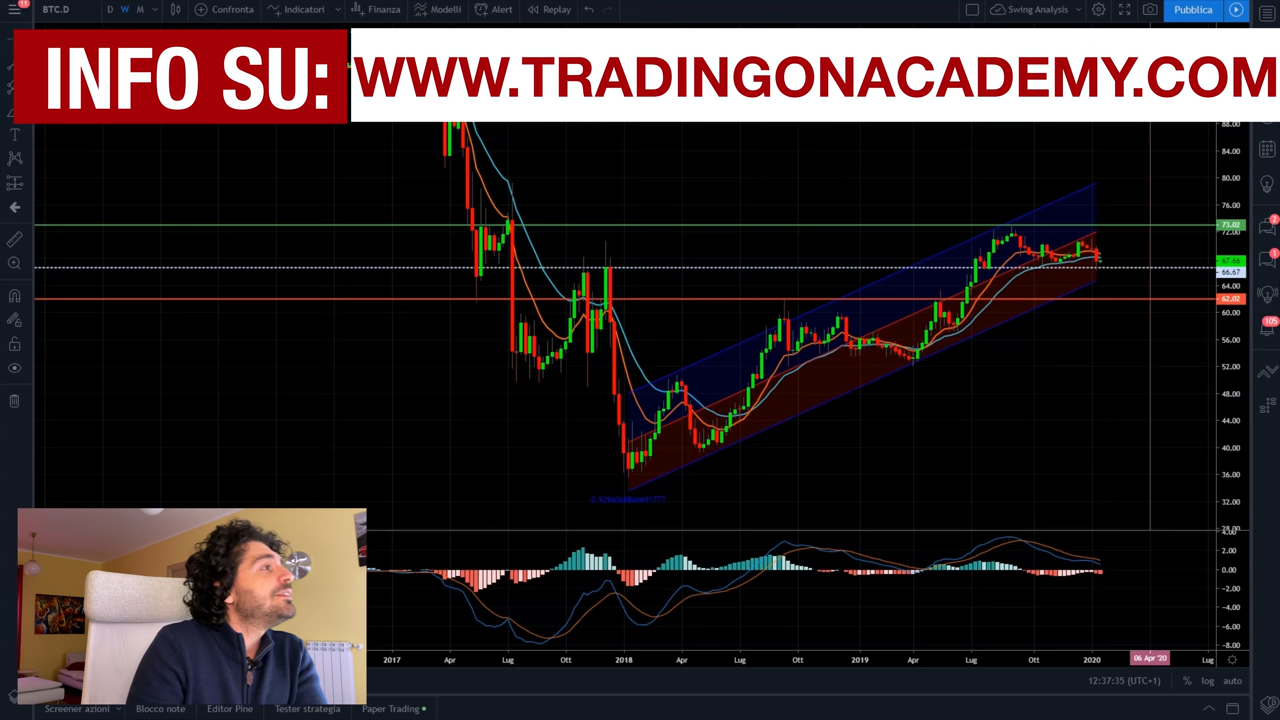 11
BTC.D
D W M
Confronta
Indicatori
Finanza
Modelli
Alert
Replay
Swing Analysis
Pubblica
INFO SU:
WWW.TRADINGONACADEMY.COM
88.00
84.00
80.00
76.00
73.02
72.00
67.66
66.67
64.00
62.02
60.00
56.00
52.00
48.00
44.00
40.00
36.00
32.00
28.00
4.00
2.00
0.00
−2.00
−4.00
−6.00
−8.00
2
1
105
2017 Apr Lug Ott 2018 Apr Lug Ott 2019 Apr Lug Ott 2020 06 Apr '20 Lug
12:37:35 (UTC+1)
% log auto
Screener azioni
Blocco note
Editor Pine
Tester strategia
Paper Trading